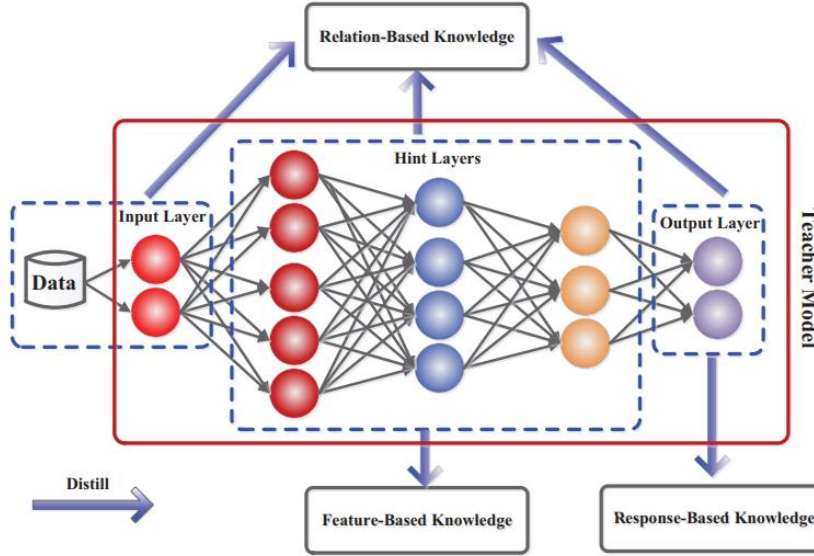 Relation-Based Knowledge
Hint Layers
Input Layer
Output Layer
Data
Teacher Model
Distill
Feature-Based Knowledge
Response-Based Knowledge